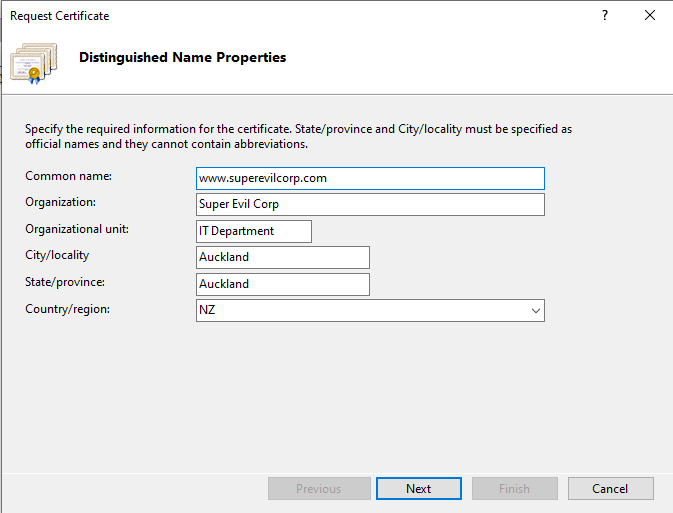 Request Certificate
?
Distinguished Name Properties
Specify the required information for the certificate. State/province and City/locality must be specified as
official names and they cannot contain abbreviations.
Common name: www.superevilcorp.com
Organization: Super Evil Corp
Organizational unit: IT Department
City/locality Auckland
State/province: Auckland
Country/region: NZ
Previous Next Finish Cancel